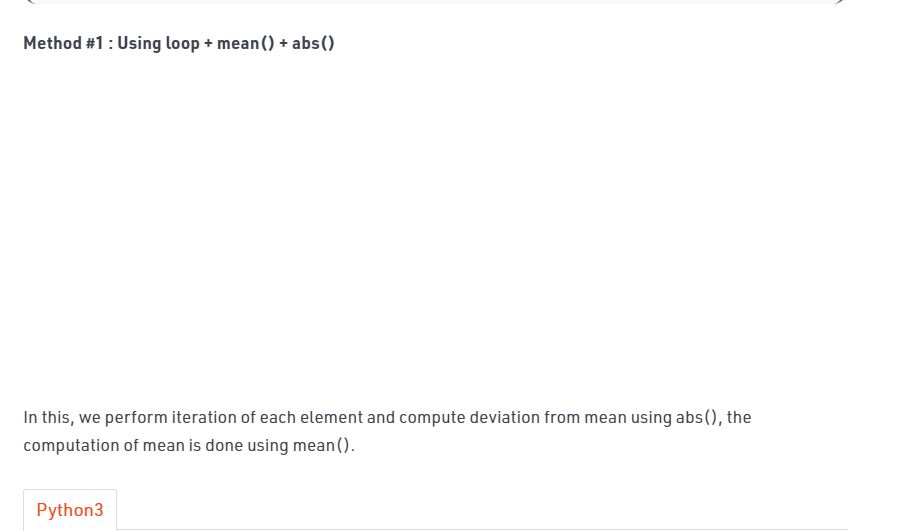 Method #1 : Using loop + mean() + abs()
In this, we perform iteration of each element and compute deviation from mean using abs(), the
computation of mean is done using mean().
Python3